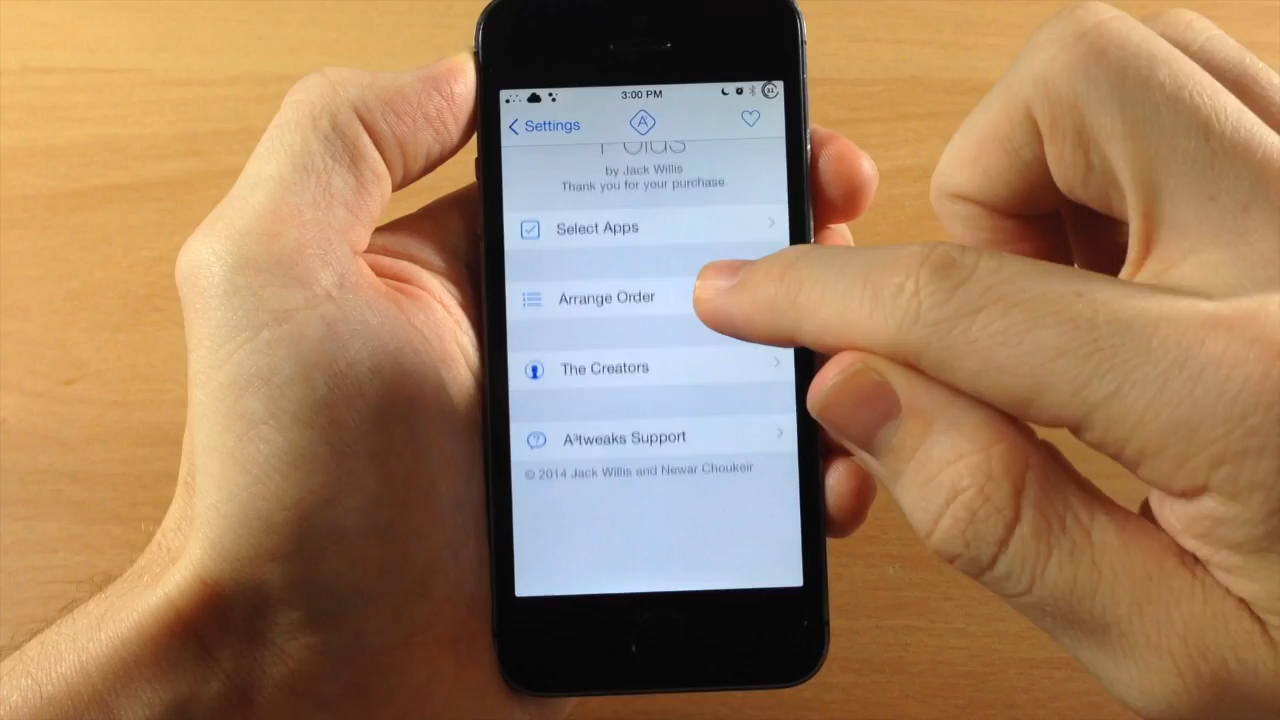 3:00 PM
31
Settings
A
by Jack Willis
Thank you for your purchase
Select Apps
Arrange Order
The Creators
A³tweaks Support
© 2014 Jack Willis and Newar Choukeir